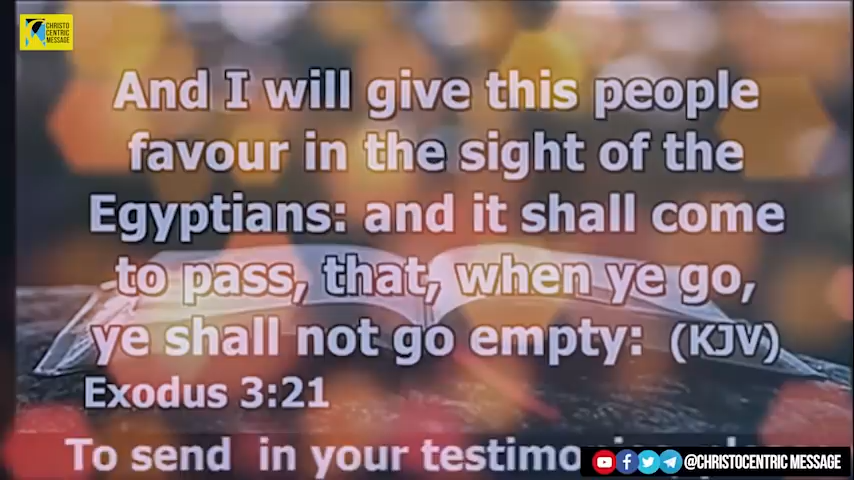 CHRISTO
CENTRIC
MESSAGE
And I will give this people
favour in the sight of the
Egyptians: and it shall come
to pass, that, when ye go,
ye shall not go empty: (KJV)
Exodus 3:21
To send in your
@CHRISTOCENTRIC MESSAGE